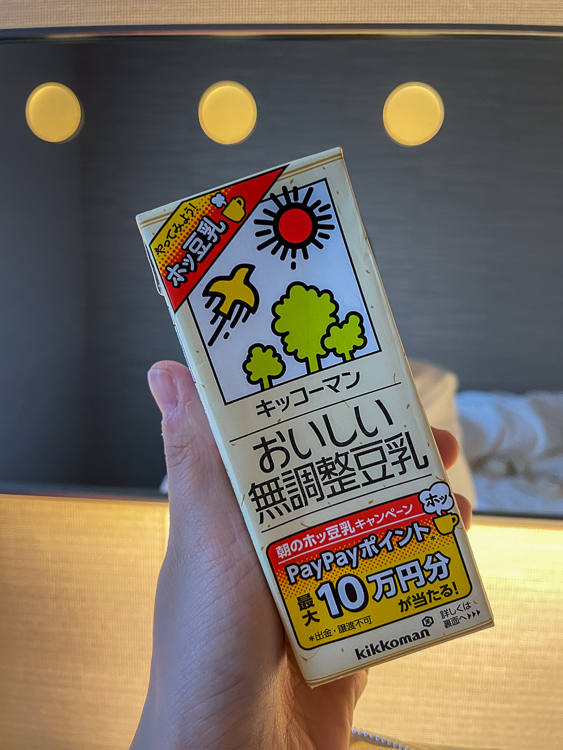 やってみよう!
ホッ豆乳
キッコーマン
おいしい
無調整豆乳
ホッ
朝のホッ豆乳キャンペーン
PayPayポイント
最大10万円分
が当たる!
*出金・譲渡不可
詳しくは
裏面へ
kikkoman